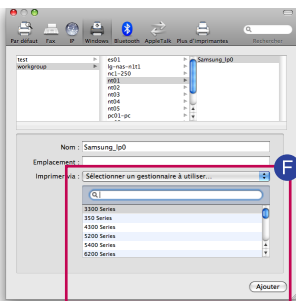 Par défaut Fax IP Windows Bluetooth AppleTalk Plus d'imprimantes Rechercher
test es01 Samsung_lp0
workgroup lg-nas-n1t1
nc1-250
nt01
nt02
nt03
nt04
nt05
pc01-pc
Nom : Samsung_lp0
Emplacement :
F
Imprimer via : Sélectionner un gestionnaire à utiliser...
3300 Series
350 Series
4300 Series
5200 Series
5400 Series
6200 Series
Ajouter